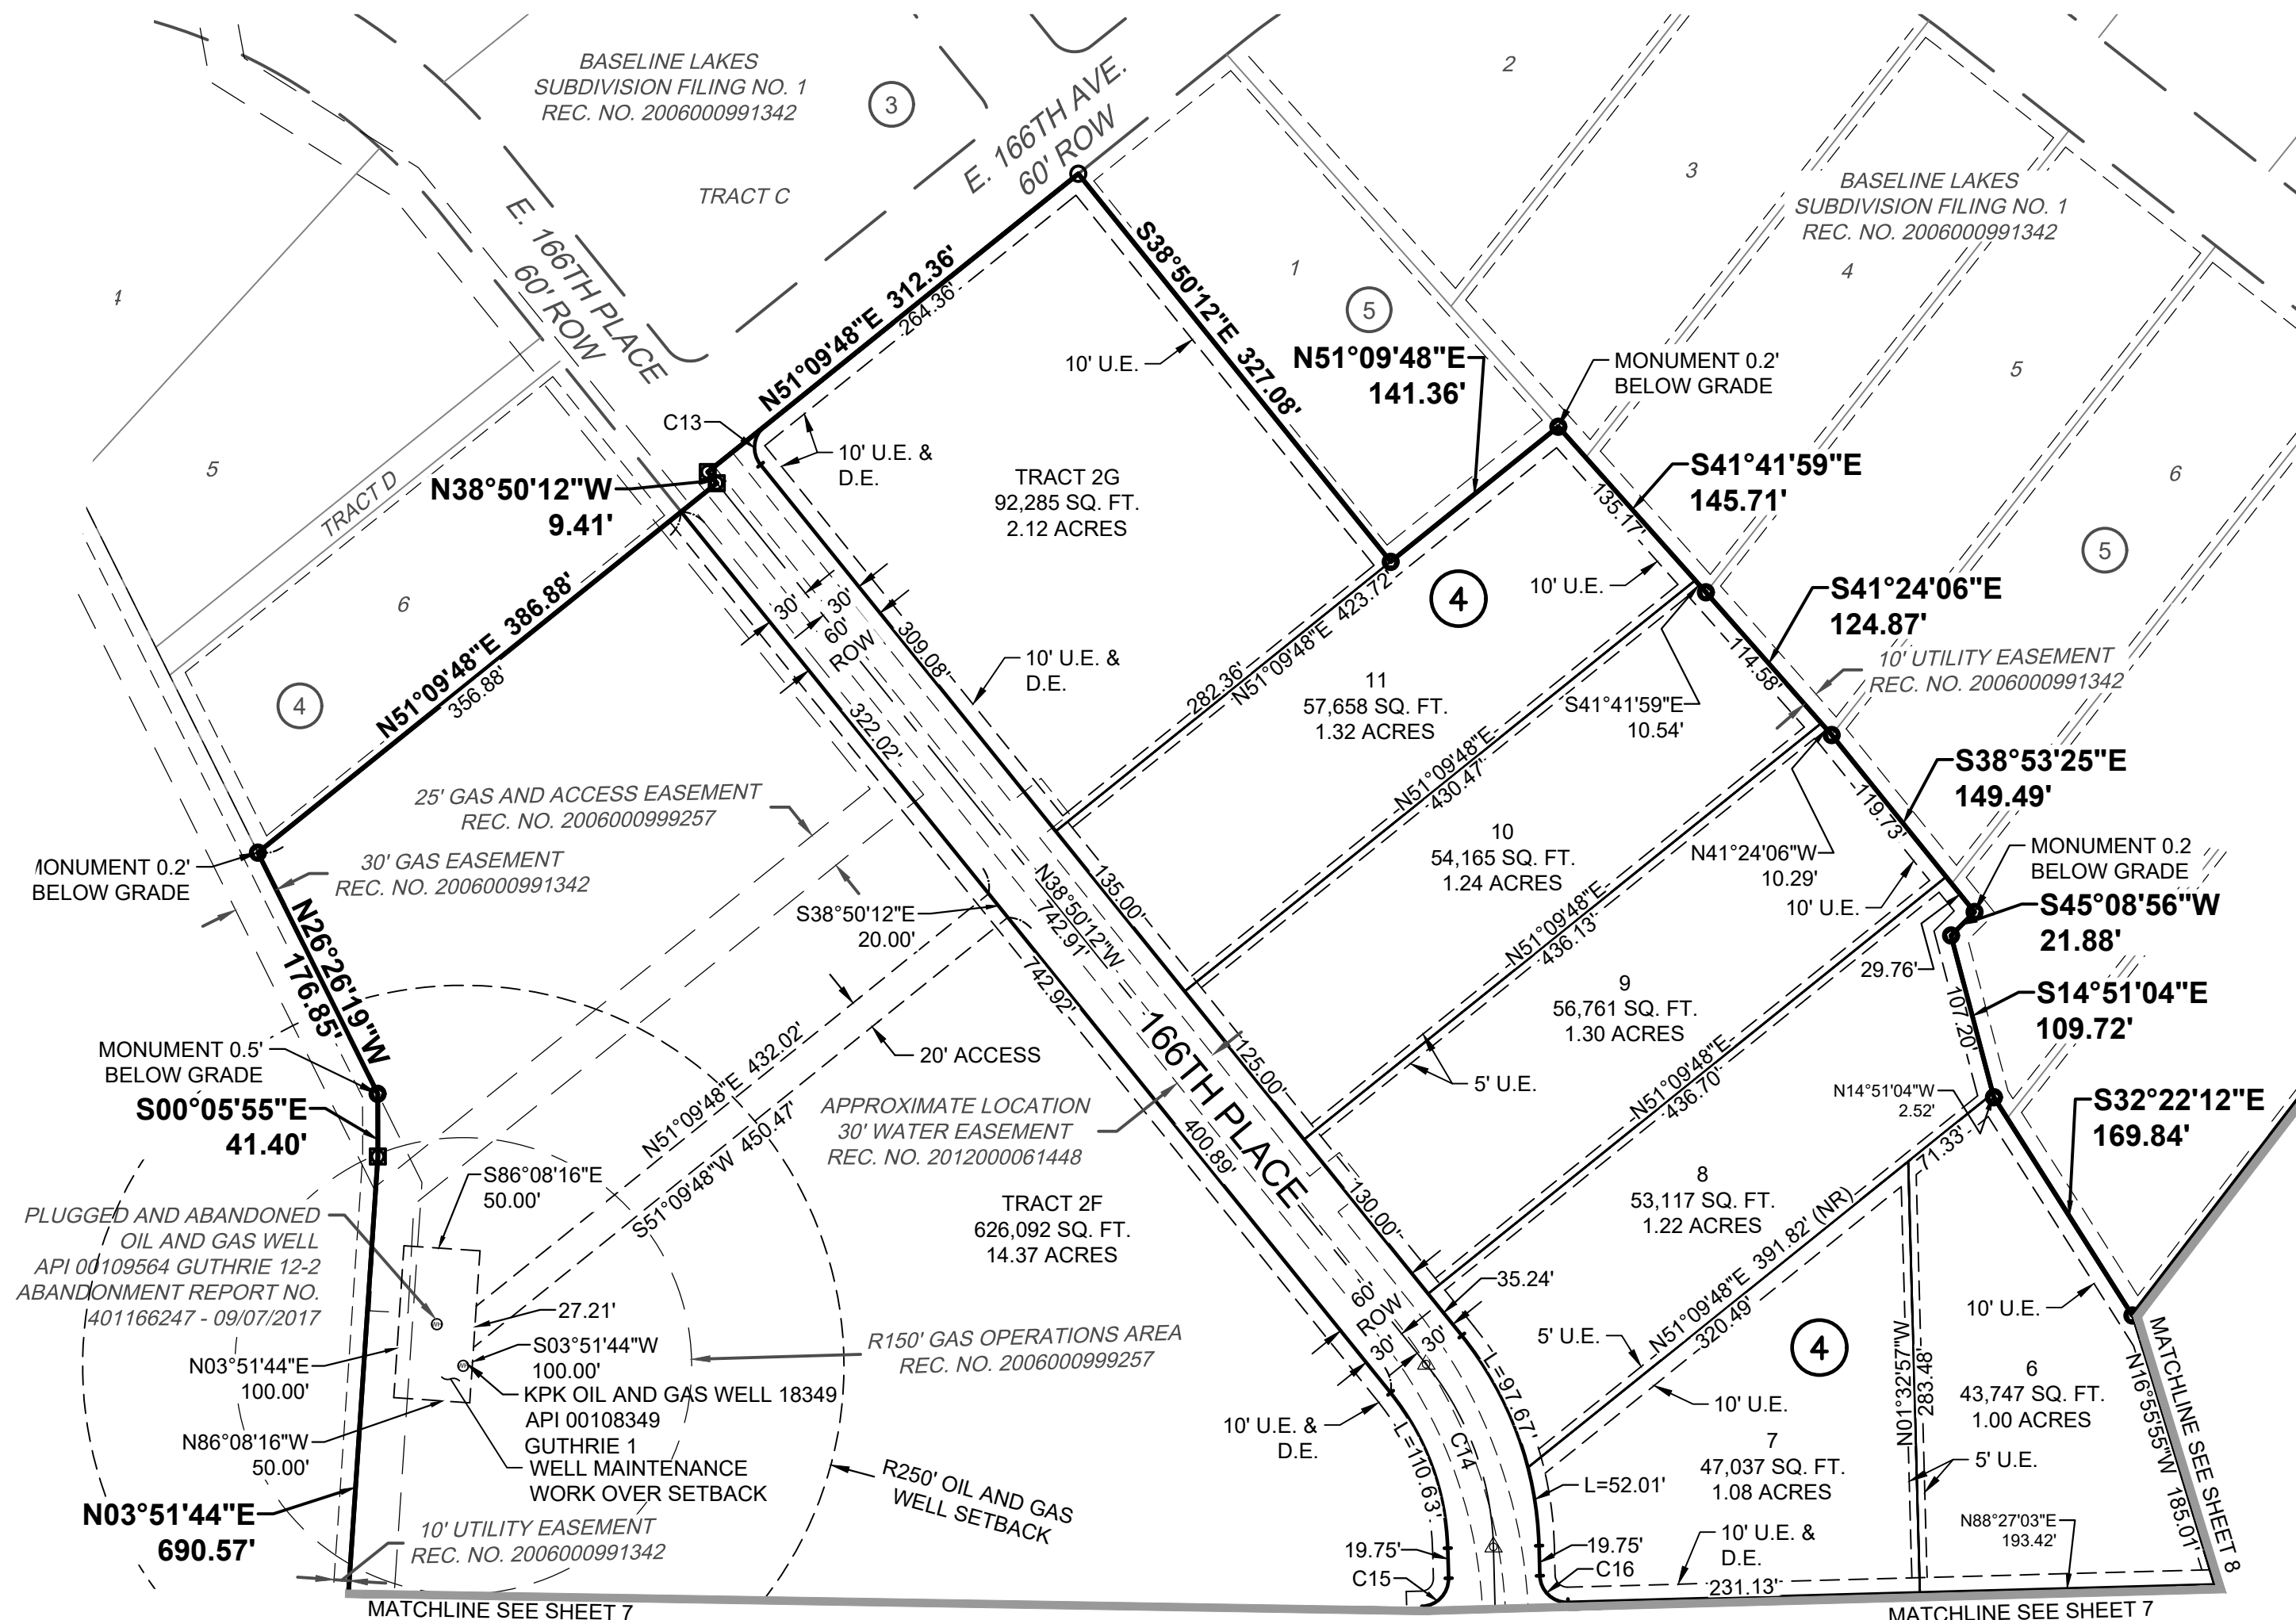 BASELINE LAKES
SUBDIVISION FILING NO. 1
REC. NO. 2006000991342
3
E. 166TH AVE.
60' ROW
2
3
BASELINE LAKES
SUBDIVISION FILING NO. 1
REC. NO. 2006000991342
TRACT C
E. 166TH PLACE
60' ROW
4
1
5
4
5
6
5
N51°09'48"E 312.36'
264.36'
S38°50'12"E 327.08'
10' U.E.
N51°09'48"E
141.36'
MONUMENT 0.2'
BELOW GRADE
C13
10' U.E. &
D.E.
TRACT 2G
92,285 SQ. FT.
2.12 ACRES
S41°41'59"E
145.71'
135.17'
5
TRACT D
N38°50'12"W
9.41'
6
4
N51°09'48"E 386.88'
356.88'
30'
30'
60'
ROW
309.08'
10' U.E. &
D.E.
4
10' U.E.
S41°24'06"E
124.87'
114.58'
10' UTILITY EASEMENT
REC. NO. 2006000991342
282.36'
N51°09'48"E 423.72'
11
57,658 SQ. FT.
1.32 ACRES
S41°41'59"E
10.54'
322.02'
25' GAS AND ACCESS EASEMENT
REC. NO. 2006000999257
N51°09'48"E
430.47'
S38°53'25"E
149.49'
119.73'
MONUMENT 0.2'
BELOW GRADE
30' GAS EASEMENT
REC. NO. 2006000991342
10
54,165 SQ. FT.
1.24 ACRES
N41°24'06"W
10.29'
10' U.E.
MONUMENT 0.2
BELOW GRADE
N26°26'19"W
176.85'
S38°50'12"E
20.00'
N38°50'12"W
742.91'
135.00'
742.92'
N51°09'48"E
436.13'
S45°08'56"W
21.88'
29.76'
9
56,761 SQ. FT.
1.30 ACRES
S14°51'04"E
109.72'
107.20'
MONUMENT 0.5'
BELOW GRADE
S00°05'55"E
41.40'
N51°09'48"E 432.02'
20' ACCESS
S51°09'48"W 450.47'
166TH PLACE
125.00'
5' U.E.
N51°09'48"E
436.70'
N14°51'04"W
2.52'
S32°22'12"E
169.84'
APPROXIMATE LOCATION
30' WATER EASEMENT
REC. NO. 2012000061448
400.89'
71.33'
S86°08'16"E
50.00'
TRACT 2F
626,092 SQ. FT.
14.37 ACRES
130.00'
8
53,117 SQ. FT.
1.22 ACRES
PLUGGED AND ABANDONED
OIL AND GAS WELL
API 00109564 GUTHRIE 12-2
ABANDONMENT REPORT NO.
401166247 - 09/07/2017
27.21'
S03°51'44"W
100.00'
R150' GAS OPERATIONS AREA
REC. NO. 2006000999257
60'
ROW
30'
30'
35.24'
N51°09'48"E 391.82' (NR)
320.49'
5' U.E.
10' U.E.
4
10' U.E.
N03°51'44"E
100.00'
KPK OIL AND GAS WELL 18349
API 00108349
GUTHRIE 1
WELL MAINTENANCE
WORK OVER SETBACK
N86°08'16"W
50.00'
R250' OIL AND GAS
WELL SETBACK
10' U.E. &
D.E.
L=110.63'
C14
L=97.67'
L=52.01'
7
47,037 SQ. FT.
1.08 ACRES
N01°32'57"W
283.48'
6
43,747 SQ. FT.
1.00 ACRES
5' U.E.
N16°55'55"W 185.01'
MATCHLINE SEE SHEET 8
N03°51'44"E
690.57'
10' UTILITY EASEMENT
REC. NO. 2006000991342
19.75'
C15
19.75'
C16
10' U.E. &
D.E.
231.13'
N88°27'03"E
193.42'
MATCHLINE SEE SHEET 7
MATCHLINE SEE SHEET 7